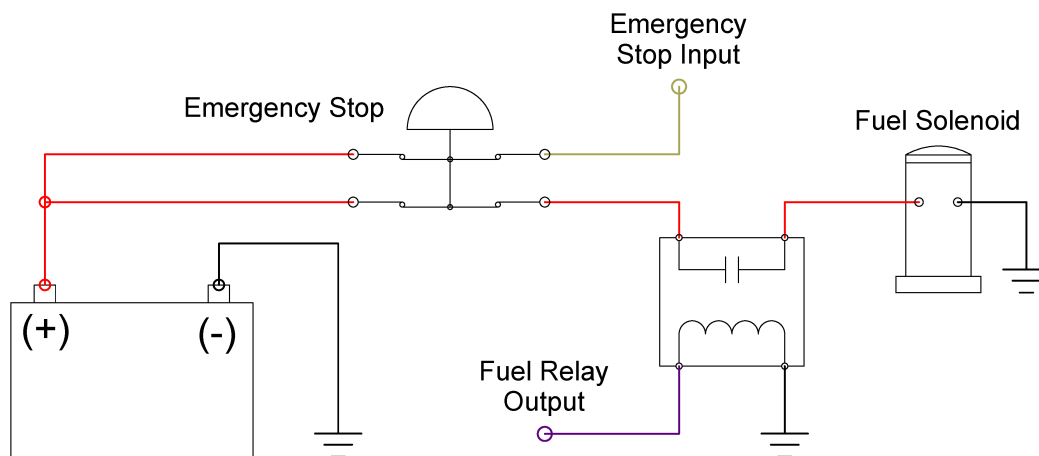 Emergency
Stop Input
Emergency Stop
Fuel Solenoid
(+)
(-)
Fuel Relay
Output